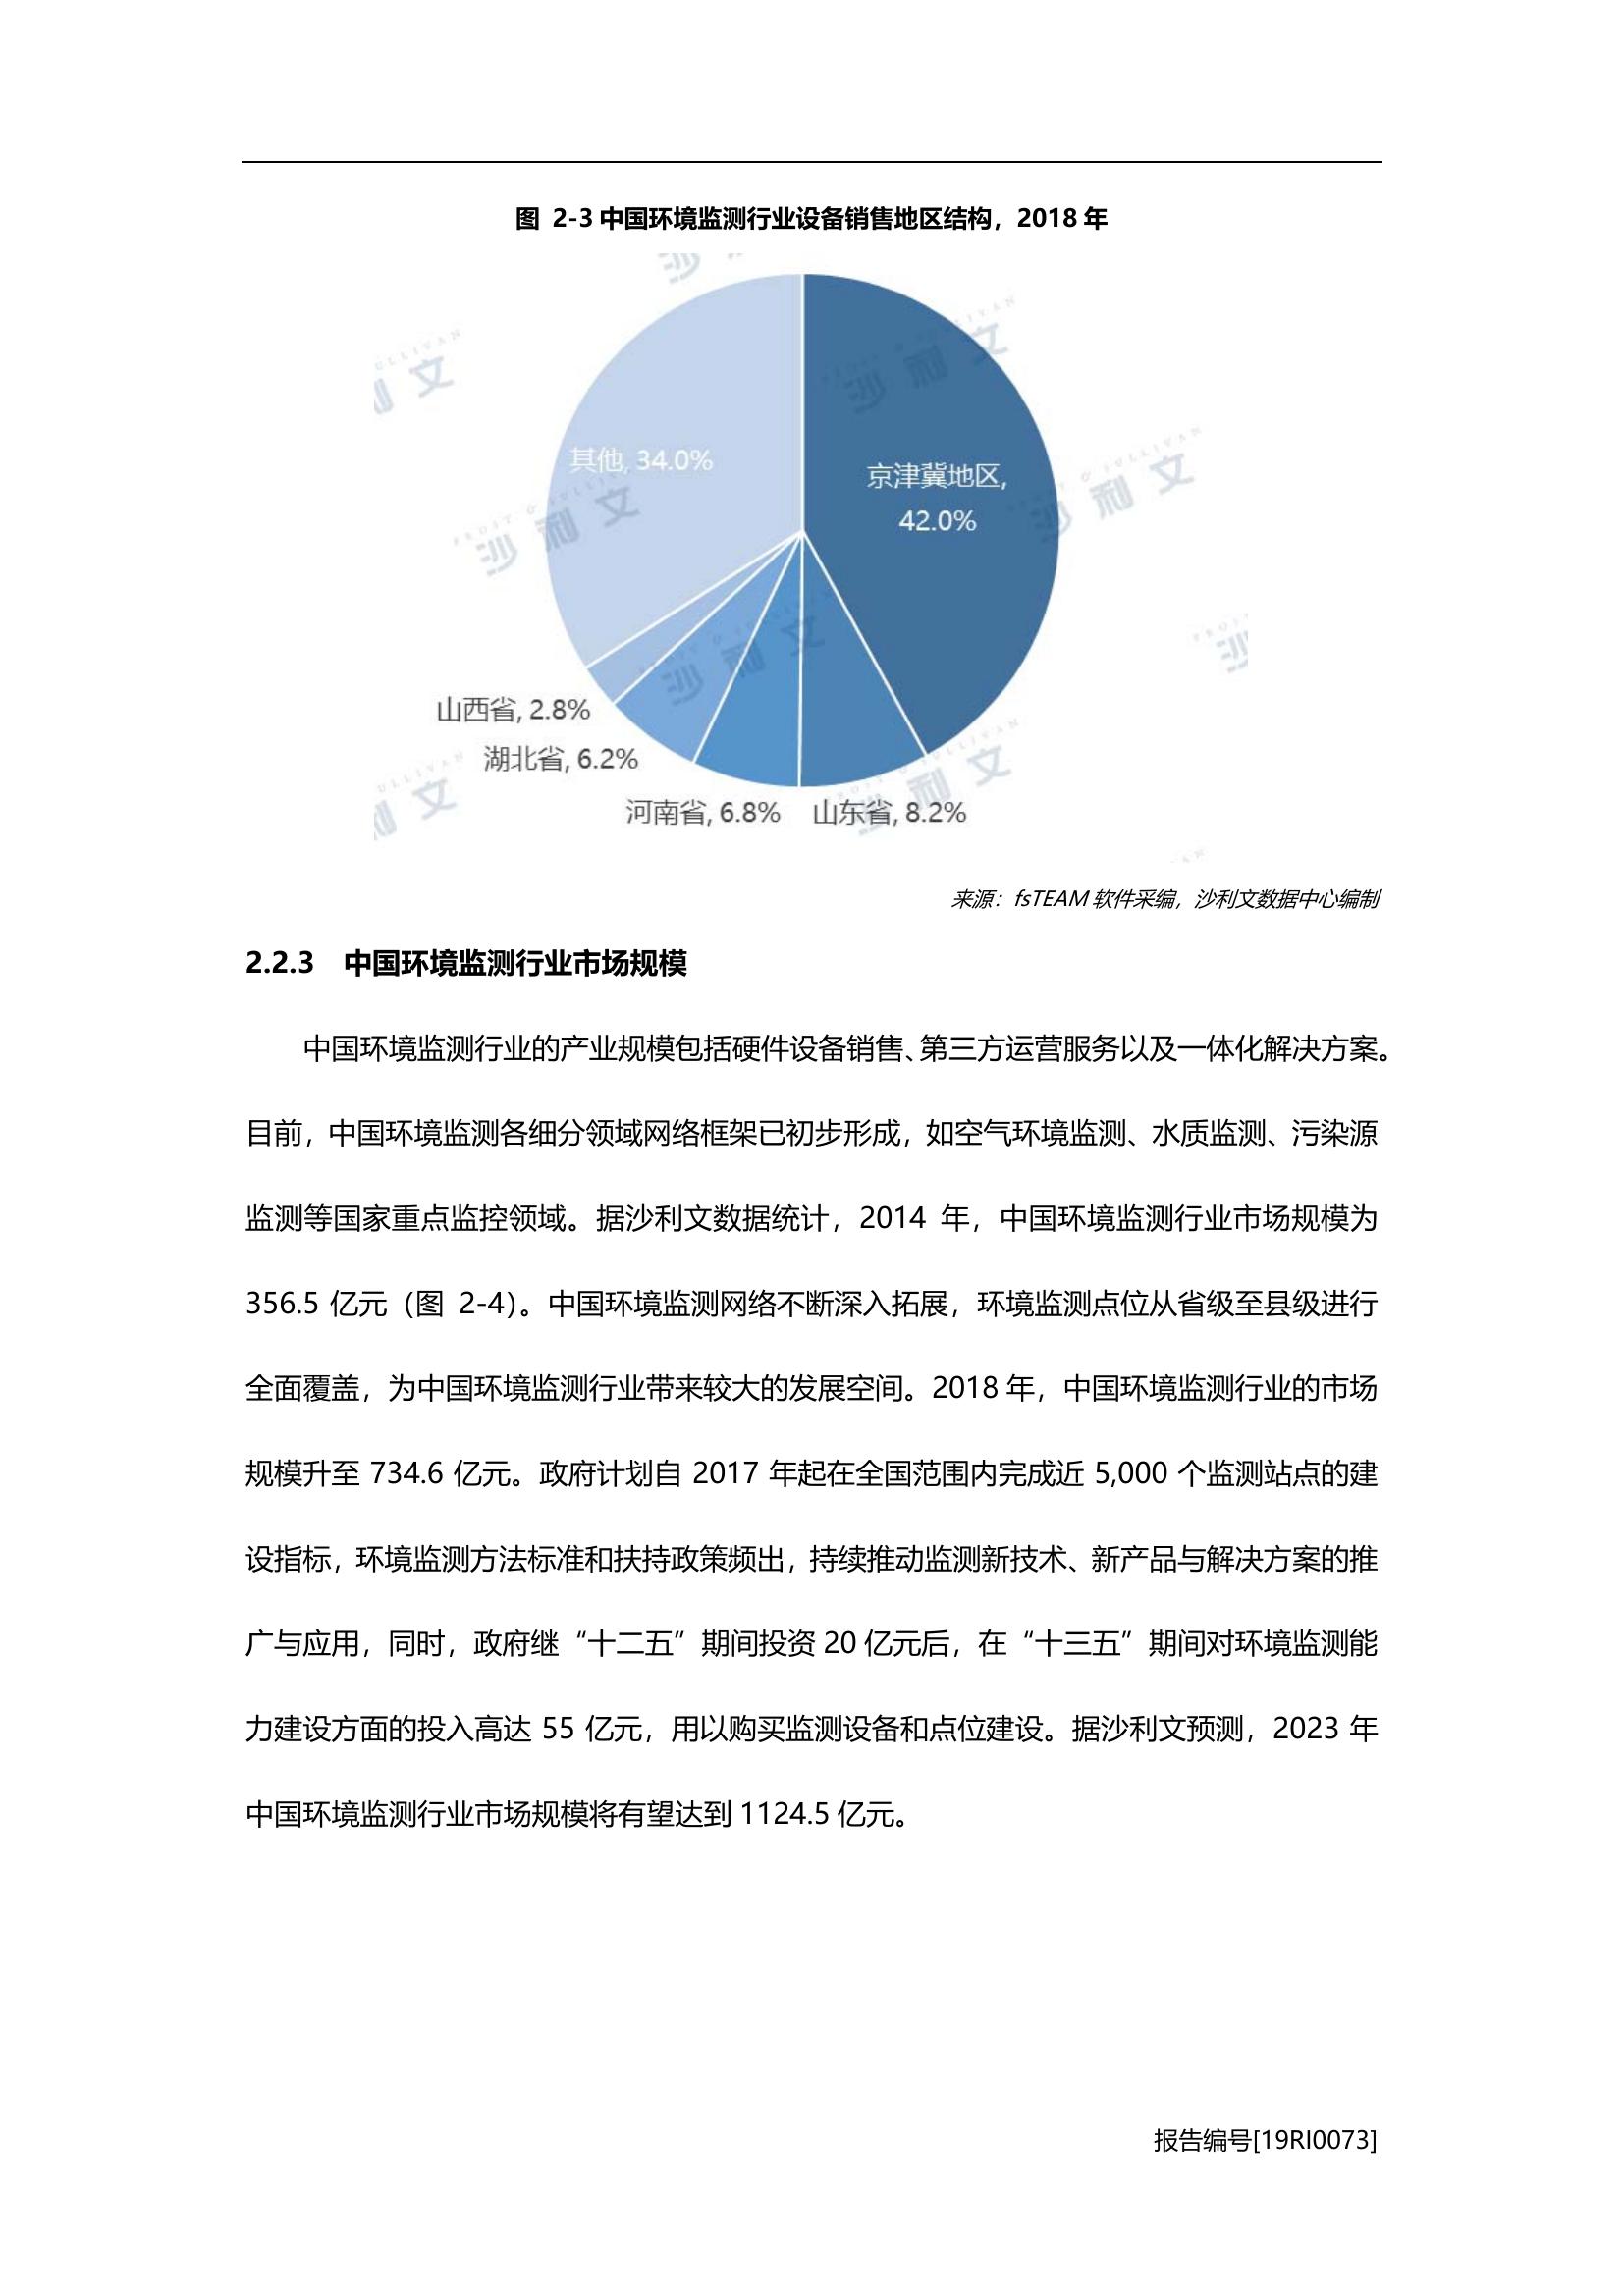 图 2-3 中国环境监测行业设备销售地区结构，2018 年
其他, 34.0%
京津冀地区,
42.0%
山西省, 2.8%
湖北省, 6.2%
河南省, 6.8%
山东省, 8.2%
沙利文
来源：fsTEAM 软件采编，沙利文数据中心编制
2.2.3 中国环境监测行业市场规模
中国环境监测行业的产业规模包括硬件设备销售、第三方运营服务以及一体化解决方案。
目前，中国环境监测各细分领域网络框架已初步形成，如空气环境监测、水质监测、污染源
监测等国家重点监控领域。据沙利文数据统计，2014 年，中国环境监测行业市场规模为
356.5 亿元（图 2-4）。中国环境监测网络不断深入拓展，环境监测点位从省级至县级进行
全面覆盖，为中国环境监测行业带来较大的发展空间。2018 年，中国环境监测行业的市场
规模升至 734.6 亿元。政府计划自 2017 年起在全国范围内完成近 5,000 个监测站点的建
设指标，环境监测方法标准和扶持政策频出，持续推动监测新技术、新产品与解决方案的推
广与应用，同时，政府继“十二五”期间投资 20 亿元后，在“十三五”期间对环境监测能
力建设方面的投入高达 55 亿元，用以购买监测设备和点位建设。据沙利文预测，2023 年
中国环境监测行业市场规模将有望达到 1124.5 亿元。
报告编号[19RI0073]